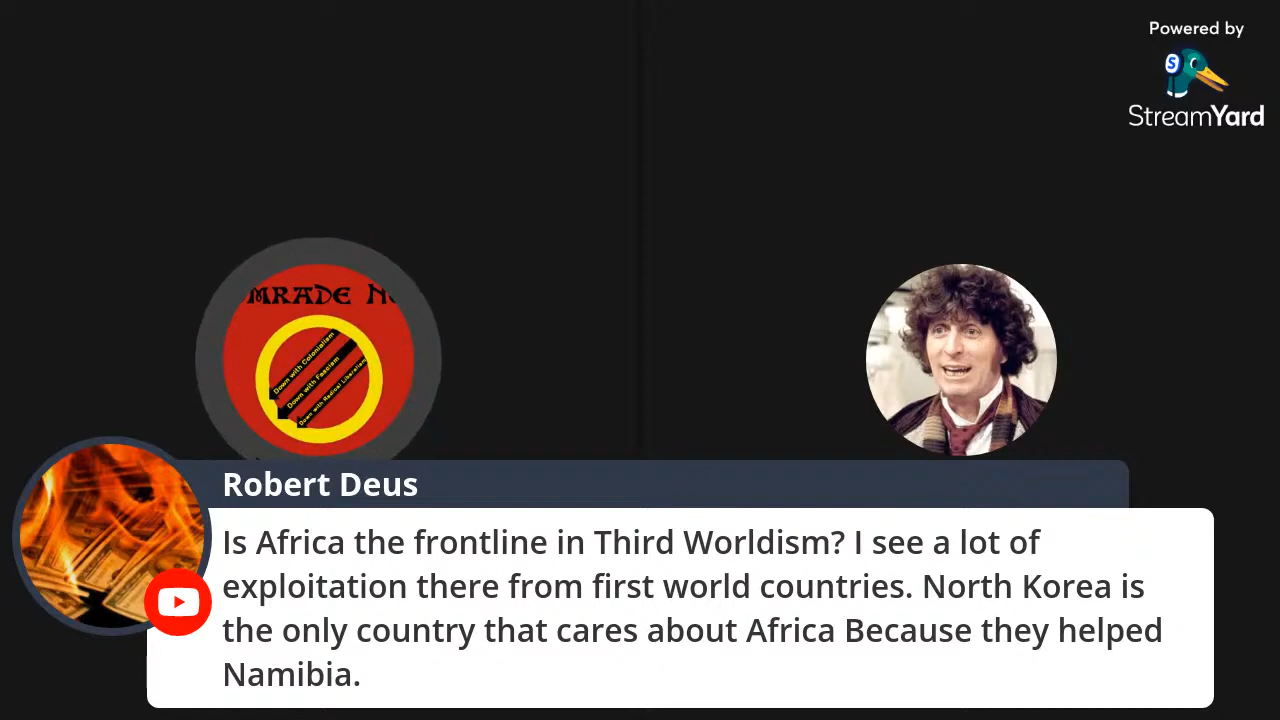 Powered by
S
StreamYard
MRADE N
Down with Colonialism
Down with Fascism
Down with Radical Liberalism
Robert Deus
Is Africa the frontline in Third Worldism? I see a lot of
exploitation there from first world countries. North Korea is
the only country that cares about Africa Because they helped
Namibia.